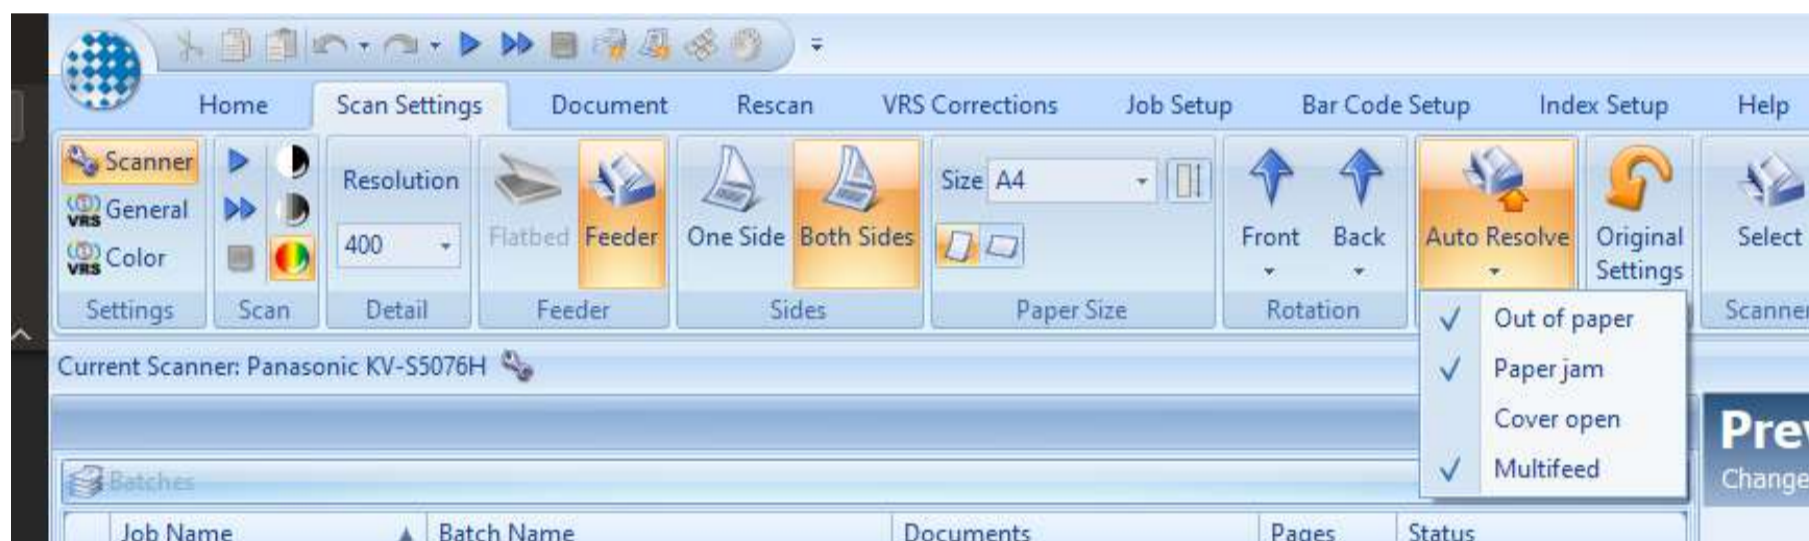 Home Scan Settings Document Rescan VRS Corrections Job Setup Bar Code Setup Index Setup Help
Scanner
VRS General
VRS Color
Settings
Scan
Resolution
400
Detail
Flatbed Feeder
Feeder
One Side Both Sides
Sides
Size A4
Paper Size
Front Back
Rotation
Auto Resolve
Original
Settings
Select
Scanner
Out of paper
Paper jam
Cover open
Multifeed
Current Scanner: Panasonic KV-S5076H
Batches
Job Name Batch Name Documents Pages Status
Prev
Change